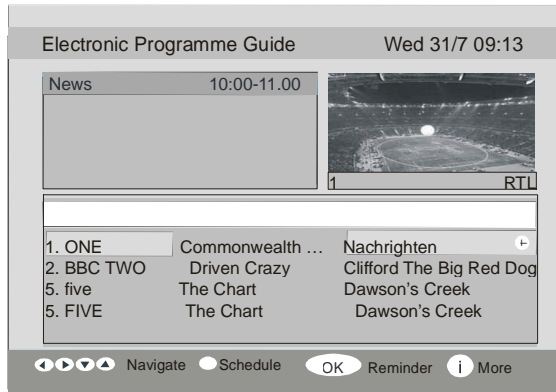 Electronic Programme Guide Wed 31/7 09:13
News 10:00-11.00
1 RTL
1. ONE Commonwealth … Nachrighten
2. BBC TWO Driven Crazy Clifford The Big Red Dog
5. five The Chart Dawson's Creek
5. FIVE The Chart Dawson's Creek
Navigate Schedule OK Reminder i More